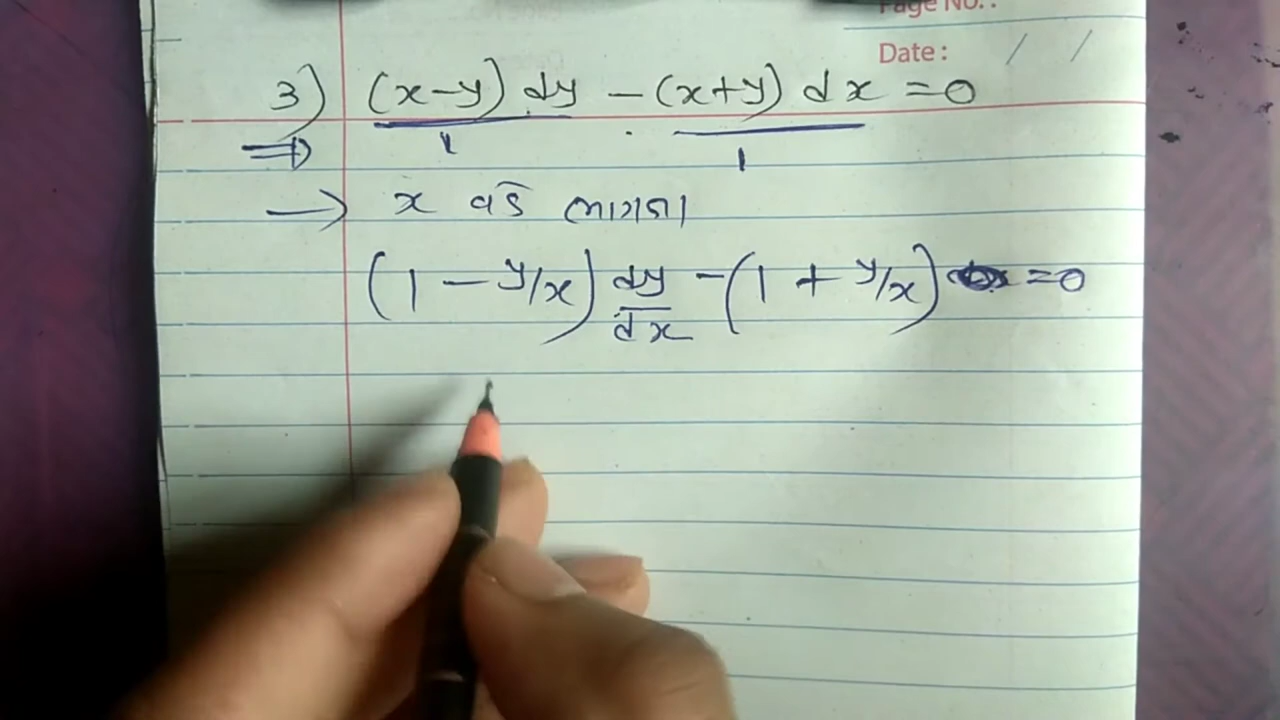 Page No.:
Date: / /
3) (x-y) dy - (x+y) dx = 0
1 1
⇒
→ x વડે ભાગતા
(1 - y/x) dy/dx - (1 + y/x) = 0